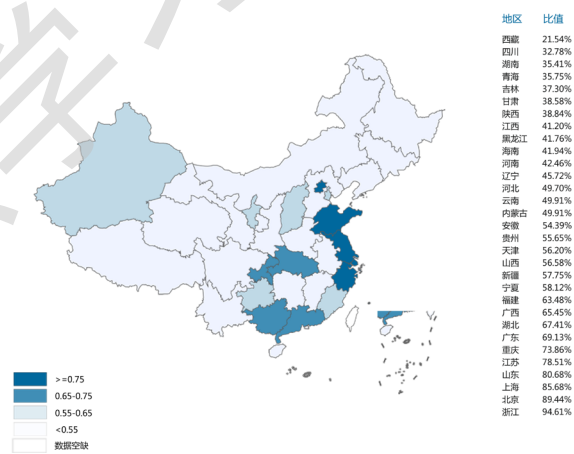 地区 比值
西藏 21.54%
四川 32.78%
湖南 35.41%
青海 35.75%
吉林 37.30%
甘肃 38.58%
陕西 38.84%
江西 41.20%
黑龙江 41.76%
海南 41.94%
河南 42.46%
辽宁 45.72%
河北 49.70%
云南 49.91%
内蒙古 49.91%
安徽 54.39%
贵州 55.65%
天津 56.20%
山西 56.58%
新疆 57.75%
宁夏 58.12%
福建 63.48%
广西 65.45%
湖北 67.41%
广东 69.13%
重庆 73.86%
江苏 78.51%
山东 80.68%
上海 85.68%
北京 89.44%
浙江 94.61%
>=0.75
0.65-0.75
0.55-0.65
<0.55
数据空缺